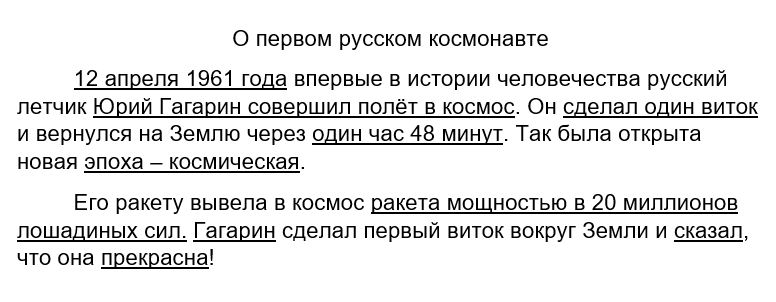 О первом русском космонавте
12 апреля 1961 года впервые в истории человечества русский
летчик Юрий Гагарин совершил полёт в космос. Он сделал один виток
и вернулся на Землю через один час 48 минут. Так была открыта
новая эпоха – космическая.
Его ракету вывела в космос ракета мощностью в 20 миллионов
лошадиных сил. Гагарин сделал первый виток вокруг Земли и сказал,
что она прекрасна!